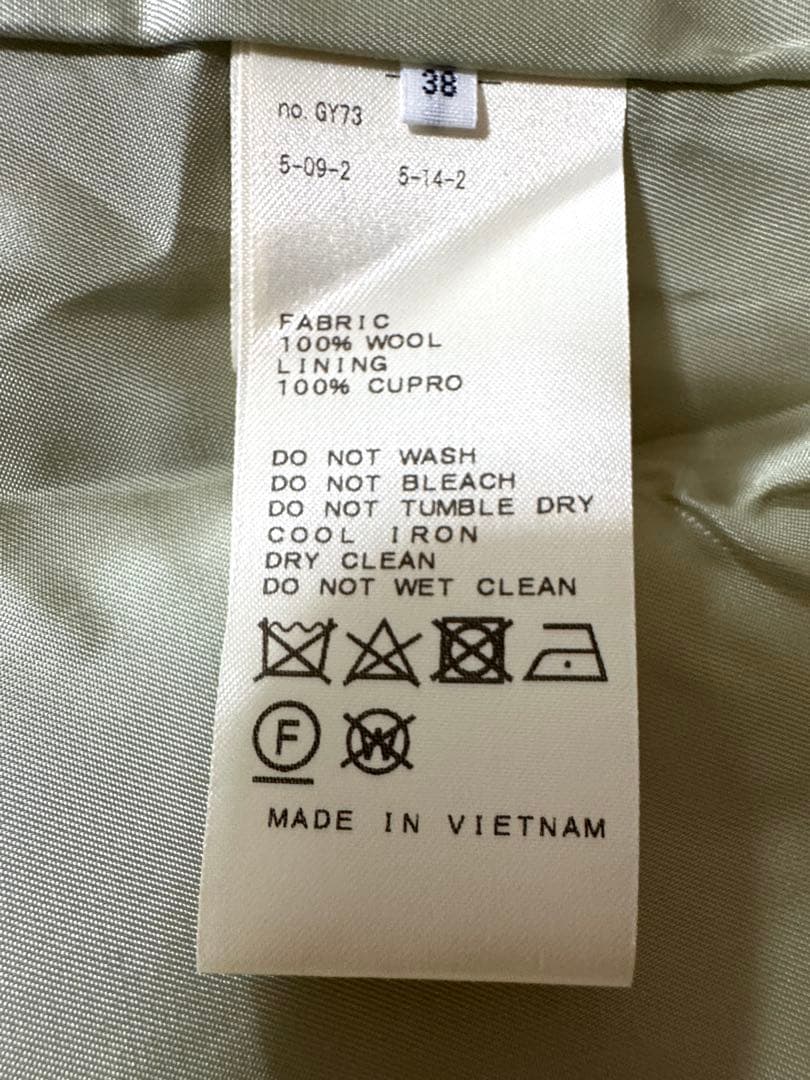 38
no. GY73
5-09-2 5-14-2
FABRIC
100% WOOL
LINING
100% CUPRO
DO NOT WASH
DO NOT BLEACH
DO NOT TUMBLE DRY
COOL IRON
DRY CLEAN
DO NOT WET CLEAN
F W
MADE IN VIETNAM